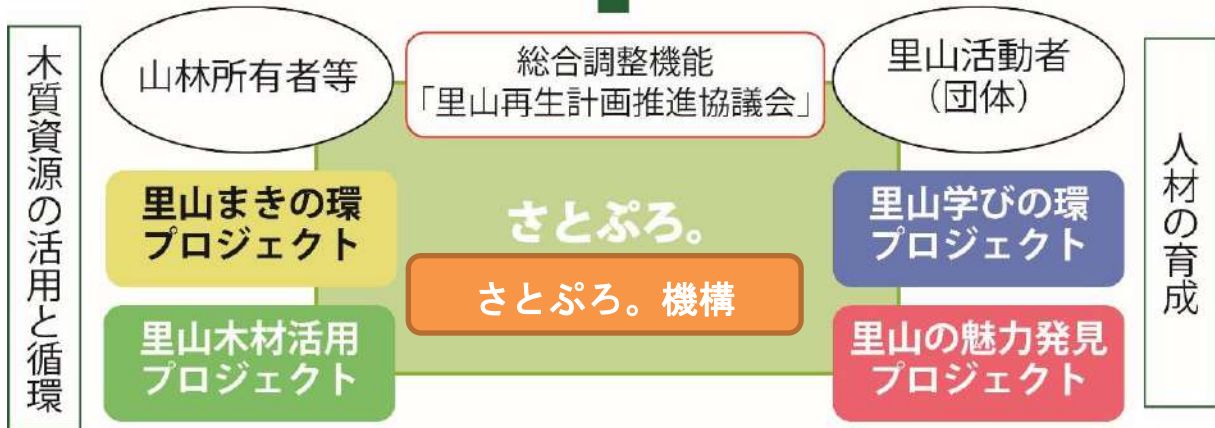 木質資源の活用と循環
山林所有者等
総合調整機能
「里山再生計画推進協議会」
里山活動者
（団体）
里山まきの環
プロジェクト
さとぷろ。
里山学びの環
プロジェクト
さとぷろ。機構
里山木材活用
プロジェクト
里山の魅力発見
プロジェクト
人材の育成